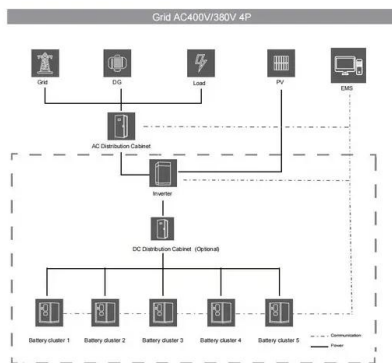 Grid AC400V/380V 4P
Grid
DG
Load
PV
EMS
AC Distribution Cabinet
Inverter
DC Distribution Cabinet (Optional)
Battery cluster 1
Battery cluster 2
Battery cluster 3
Battery cluster 4
Battery cluster 5
Communication
Power